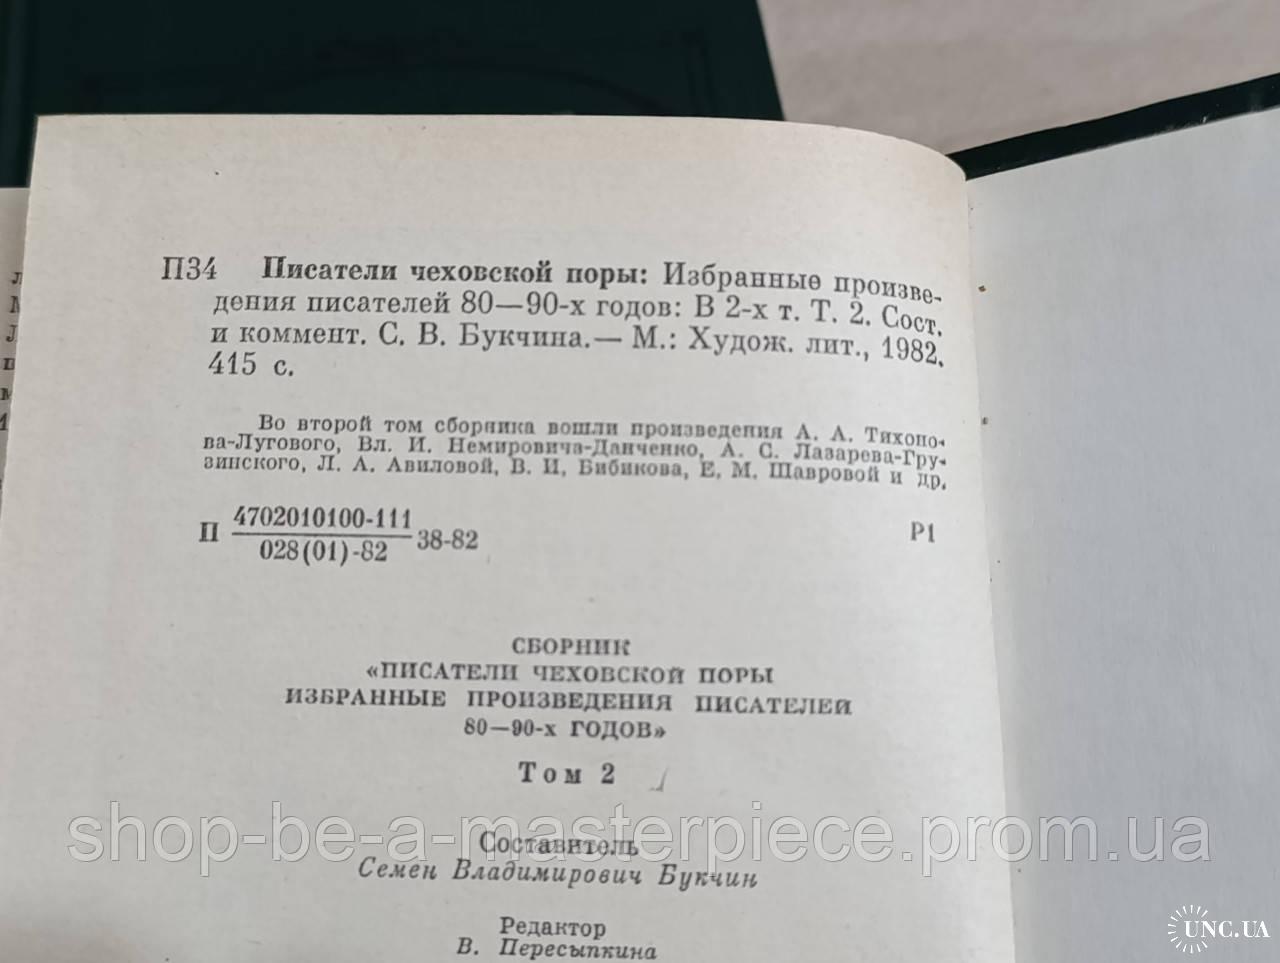 П34 Писатели чеховской поры: Избранные произве-
дения писателей 80—90-х годов: В 2-х т. Т. 2. Сост.
и коммент. С. В. Букчина.— М.: Худож. лит., 1982.
415 с.
Во второй том сборника вошли произведения А. А. Тихоно-
ва-Лугового, Вл. И. Немировича-Данченко, А. С. Лазарева-Гру-
зинского, Л. А. Авиловой, В. И. Бибикова, Е. М. Шавровой и др.
П 4702010100-111
028(01)-82 38-82
Р1
СБОРНИК
«ПИСАТЕЛИ ЧЕХОВСКОЙ ПОРЫ
ИЗБРАННЫЕ ПРОИЗВЕДЕНИЯ ПИСАТЕЛЕЙ
80—90-х ГОДОВ»
Том 2
shop-be-a-masterpiece.prom.ua
Составитель
Семен Владимирович Букчин
Редактор
В. Пересыпкина
UNC.UA